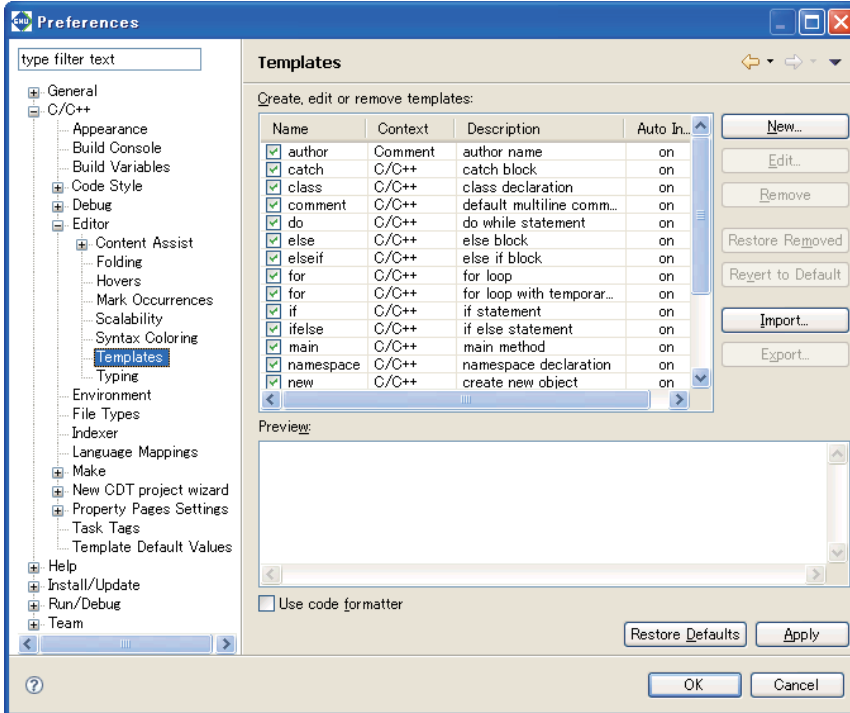 Preferences
type filter text
General
C/C++
Appearance
Build Console
Build Variables
Code Style
Debug
Editor
Content Assist
Folding
Hovers
Mark Occurrences
Scalability
Syntax Coloring
Templates
Typing
Environment
File Types
Indexer
Language Mappings
Make
New CDT project wizard
Property Pages Settings
Task Tags
Template Default Values
Help
Install/Update
Run/Debug
Team
Templates
Create, edit or remove templates:
Name Context Description Auto In...
author Comment author name on
catch C/C++ catch block on
class C/C++ class declaration on
comment C/C++ default multiline comm... on
do C/C++ do while statement on
else C/C++ else block on
elseif C/C++ else if block on
for C/C++ for loop on
for C/C++ for loop with temporar... on
if C/C++ if statement on
ifelse C/C++ if else statement on
main C/C++ main method on
namespace C/C++ namespace declaration on
new C/C++ create new object on
New...
Edit...
Remove
Restore Removed
Revert to Default
Import...
Export...
Preview:
Use code formatter
Restore Defaults Apply
OK Cancel